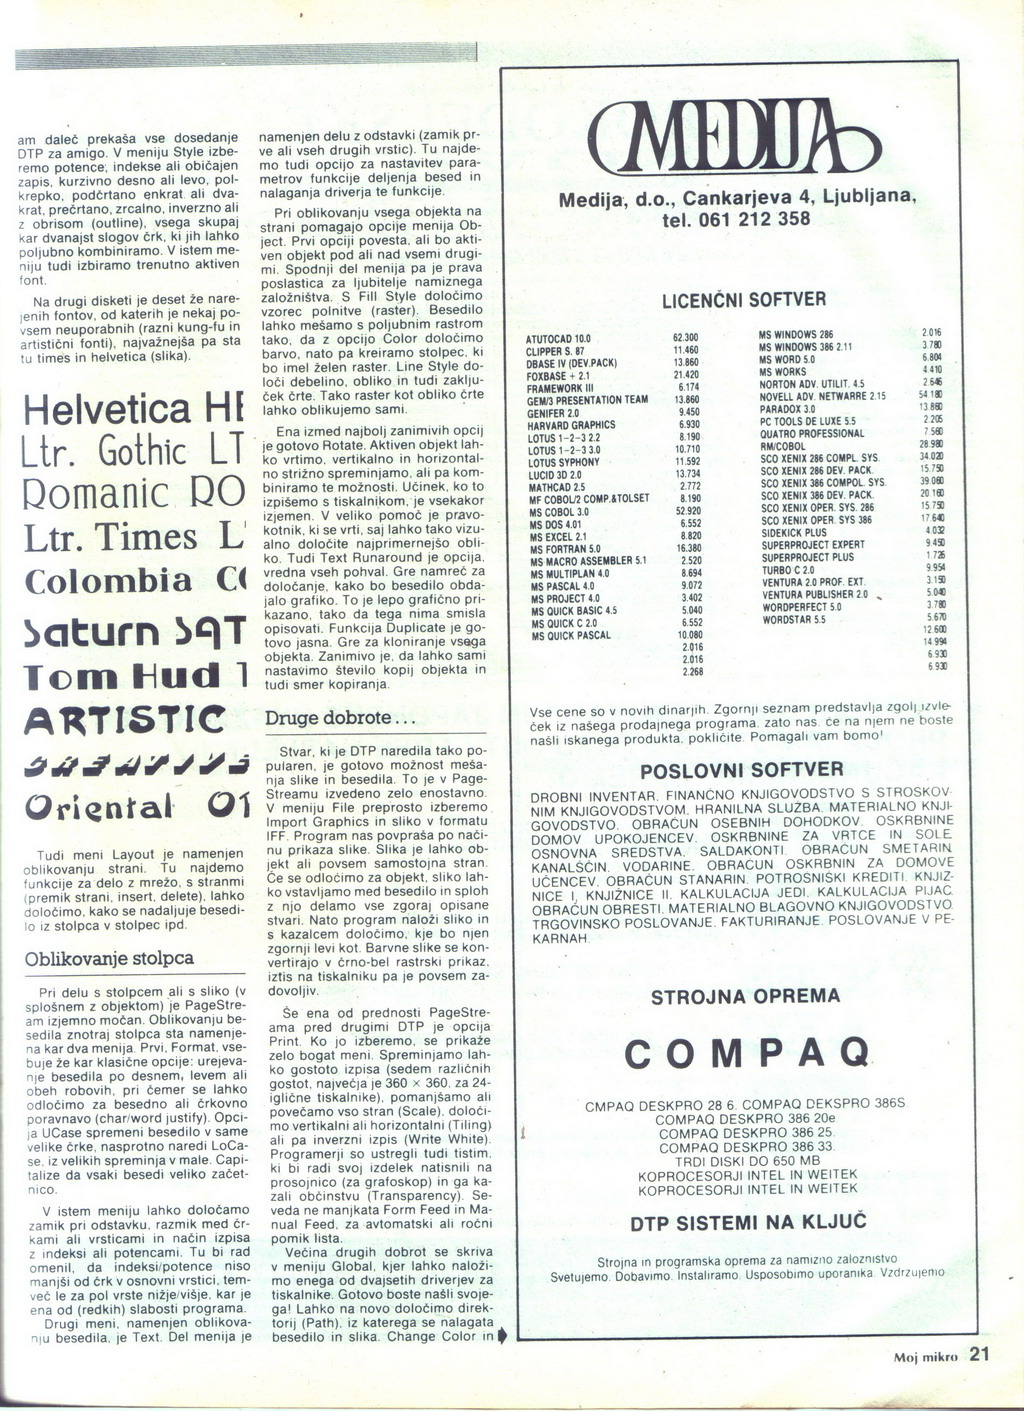 am daleč prekaša vse dosedanje
DTP za amigo. V meniju Style izbe-
remo potence, indekse ali običajen
zapis, kurzivno desno ali levo, pol-
krepko, podčrtano enkrat ali dva-
krat, prečrtano, zrcalno, inverzno ali
z obrisom (outline), vsega skupaj
kar dvanajst slogov črk, ki jih lahko
poljubno kombiniramo. V istem me-
niju tudi izbiramo trenutno aktiven
font.
Na drugi disketi je deset že nare-
jenih fontov, od katerih je nekaj po-
vsem neuporabnih (razni kung-fu in
artistični fonti), najvažnejša pa sta
tu times in helvetica (slika).
Helvetica HE
Ltr. Gothic LT
Romanic RO
Ltr. Times L
Colombia CO
Saturn SAT
Tom Hud T
ARTISTIC
Oriental OR
Tudi meni Layout je namenjen
oblikovanju strani. Tu najdemo
funkcije za delo z mrežo, s stranmi
(premik strani, insert, delete), lahko
določimo, kako se nadaljuje besedi-
lo iz stolpca v stolpec ipd.
Oblikovanje stolpca
Pri delu s stolpcem ali s sliko (v
splošnem z objektom) je PageStre-
am izjemno močan. Oblikovanju be-
sedila znotraj stolpca sta namenje-
na kar dva menija. Prvi, Format, vse-
buje že kar klasične opcije: urejeva-
nje besedila po desnem, levem ali
obeh robovih, pri čemer se lahko
odločimo za besedno ali črkovno
poravnavo (char/word justify). Opci-
ja UCase spremeni besedilo v same
velike črke, nasprotno naredi LoCa-
se, iz velikih spreminja v male. Capi-
talize da vsaki besedi veliko začet-
nico.
V istem meniju lahko določamo
zamik pri odstavku, razmik med čr-
kami ali vrsticami in način izpisa
z indeksi ali potencami. Tu bi rad
omenil, da indeksi/potence niso
manjši od črk v osnovni vrstici, tem-
več le za pol vrste nižje/višje, kar je
ena od (redkih) slabosti programa.
Drugi meni, namenjen oblikova-
nju besedila, je Text. Del menija je
namenjen delu z odstavki (zamik pr-
ve ali vseh drugih vrstic). Tu najde-
mo tudi opcijo za nastavitev para-
metrov funkcije deljenja besed in
nalaganja driverja te funkcije.
Pri oblikovanju vsega objekta na
strani pomagajo opcije menija Ob-
ject. Prvi opciji povesta, ali bo akti-
ven objekt pod ali nad vsemi drugi-
mi. Spodnji del menija pa je prava
poslastica za ljubitelje namiznega
založništva. S Fill Style določimo
vzorec polnitve (raster). Besedilo
lahko mešamo s poljubnim rastrom
tako, da z opcijo Color določimo
barvo, nato pa kreiramo stolpec, ki
bo imel želen raster. Line Style do-
loči debelino, obliko in tudi zaklju-
ček črte. Tako raster kot obliko črte
lahko oblikujemo sami.
Ena izmed najbolj zanimivih opcij
je gotovo Rotate. Aktiven objekt lah-
ko vrtimo, vertikalno in horizontal-
no strižno spreminjamo, ali pa kom-
biniramo te možnosti. Učinek, ko to
izpišemo s tiskalnikom, je vsekakor
izjemen. V veliko pomoč je pravo-
kotnik, ki se vrti, saj lahko tako vizu-
alno določite najprimernejšo obli-
ko. Tudi Text Runaround je opcija,
vredna vseh pohval. Gre namreč za
določanje, kako bo besedilo obda-
jalo grafiko. To je lepo grafično pri-
kazano, tako da tega nima smisla
opisovati. Funkcija Duplicate je go-
tovo jasna. Gre za kloniranje vsega
objekta. Zanimivo je, da lahko sami
nastavimo število kopij objekta in
tudi smer kopiranja.
Druge dobrote...
Stvar, ki je DTP naredila tako po-
pularen, je gotovo možnost meša-
nja slike in besedila. To je v Page-
Streamu izvedeno zelo enostavno.
V meniju File preprosto izberemo
Import Graphics in sliko v formatu
IFF. Program nas povpraša po nači-
nu prikaza slike. Slika je lahko ob-
jekt ali povsem samostojna stran.
Če se odločimo za objekt, sliko lah-
ko vstavljamo med besedilo in sploh
z njo delamo vse zgoraj opisane
stvari. Nato program naloži sliko in
s kazalcem določimo, kje bo njen
zgornji levi kot. Barvne slike se kon-
vertirajo v črno-bel rastrski prikaz,
iztis na tiskalniku pa je povsem za-
dovoljiv.
Še ena od prednosti PageStre-
ama pred drugimi DTP je opcija
Print. Ko jo izberemo, se prikaže
zelo bogat meni. Spreminjamo lah-
ko gostoto izpisa (sedem različnih
gostot, največja je 360 × 360, za 24-
iglične tiskalnike), pomanjšamo ali
povečamo vso stran (Scale), določi-
mo vertikalni ali horizontalni (Tiling)
ali pa inverzni izpis (Write White).
Programerji so ustregli tudi tistim,
ki bi radi svoj izdelek natisnili na
prosojnico (za grafoskop) in ga ka-
zali občinstvu (Transparency). Se-
veda ne manjkata Form Feed in Ma-
nual Feed, za avtomatski ali ročni
pomik lista.
Večina drugih dobrot se skriva
v meniju Global, kjer lahko naloži-
mo enega od dvajsetih driverjev za
tiskalnike. Gotovo boste našli svoje-
ga! Lahko na novo določimo direk-
torij (Path), iz katerega se nalagata
besedilo in slika. Change Color in
MEDIJA
Medija, d.o., Cankarjeva 4, Ljubljana,
tel. 061 212 358
LICENČNI SOFTVER
ATUTOCAD 10.0 62.300
CLIPPER S. 87 11.460
DBASE IV (DEV.PACK) 13.860
FOXBASE + 2.1 21.420
FRAMEWORK III 6.174
GEM/3 PRESENTATION TEAM 13.860
GENIFER 2.0 9.450
HARVARD GRAPHICS 6.930
LOTUS 1-2-3 2.2 8.190
LOTUS 1-2-3 3.0 10.710
LOTUS SYPHONY 11.592
LUCID 3D 2.0 13.734
MATHCAD 2.5 2.772
MF COBOL/2 COMP.&TOLSET 8.190
MS COBOL 3.0 52.920
MS DOS 4.01 6.552
MS EXCEL 2.1 8.820
MS FORTRAN 5.0 16.380
MS MACRO ASSEMBLER 5.1 2.520
MS MULTIPLAN 4.0 8.694
MS PASCAL 4.0 9.072
MS PROJECT 4.0 3.402
MS QUICK BASIC 4.5 5.040
MS QUICK C 2.0 6.552
MS QUICK PASCAL 10.080
2.016
2.016
2.268
MS WINDOWS 286 2.016
MS WINDOWS 386 2.11 3.780
MS WORD 5.0 6.804
MS WORKS 4.410
NORTON ADV. UTILIT. 4.5 2.646
NOVELL ADV. NETWARRE 2.15 54.180
PARADOX 3.0 13.860
PC TOOLS DE LUXE 5.5 2.205
QUATRO PROFESSIONAL 7.560
RM/COBOL 28.980
SCO XENIX 286 COMPL. SYS. 34.020
SCO XENIX 286 DEV. PACK. 15.750
SCO XENIX 386 COMPOL. SYS. 39.060
SCO XENIX 386 DEV. PACK. 20.160
SCO XENIX OPER. SYS. 286 15.750
SCO XENIX OPER. SYS 386 17.640
SIDEKICK PLUS 4.032
SUPERPROJECT EXPERT 9.450
SUPERPROJECT PLUS 1.726
TURBO C 2.0 9.954
VENTURA 2.0 PROF. EXT. 3.150
VENTURA PUBLISHER 2.0 5.040
WORDPERFECT 5.0 3.780
WORDSTAR 5.5 5.670
12.600
14.994
6.930
6.930
Vse cene so v novih dinarjih. Zgornji seznam predstavlja zgolj izvle-
ček iz našega prodajnega programa, zato nas, če na njem ne boste
našli iskanega produkta, pokličite. Pomagali vam bomo!
POSLOVNI SOFTVER
DROBNI INVENTAR, FINANČNO KNJIGOVODSTVO S STROSKOV-
NIM KNJIGOVODSTVOM, HRANILNA SLUŽBA, MATERIALNO KNJI-
GOVODSTVO, OBRAČUN OSEBNIH DOHODKOV, OSKRBNINE
DOMOV UPOKOJENCEV, OSKRBNINE ZA VRTCE IN SOLE,
OSNOVNA SREDSTVA, SALDAKONTI, OBRAČUN SMETARIN,
KANALŠČIN, VODARINE, OBRAČUN OSKRBNIN ZA DOMOVE
UČENCEV, OBRAČUN STANARIN, POTROSNIŠKI KREDITI, KNJIŽ-
NICE I, KNJIŽNICE II, KALKULACIJA JEDI, KALKULACIJA PIJAČ,
OBRAČUN OBRESTI, MATERIALNO BLAGOVNO KNJIGOVODSTVO,
TRGOVINSKO POSLOVANJE, FAKTURIRANJE, POSLOVANJE V PE-
KARNAH.
STROJNA OPREMA
COMPAQ
CMPAQ DESKPRO 28 6, COMPAQ DEKSPRO 386S
COMPAQ DESKPRO 386 20e
COMPAQ DESKPRO 386 25
COMPAQ DESKPRO 386 33
TRDI DISKI DO 650 MB
KOPROCESORJI INTEL IN WEITEK
KOPROCESORJI INTEL IN WEITEK
DTP SISTEMI NA KLJUČ
Strojna in programska oprema za namizno založništvo
Svetujemo. Dobavimo. Instaliramo. Usposobimo uporanika. Vzdrzujemo
Moj mikro 21